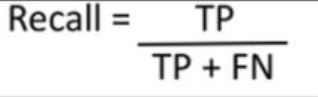 Recall = TP
TP + FN